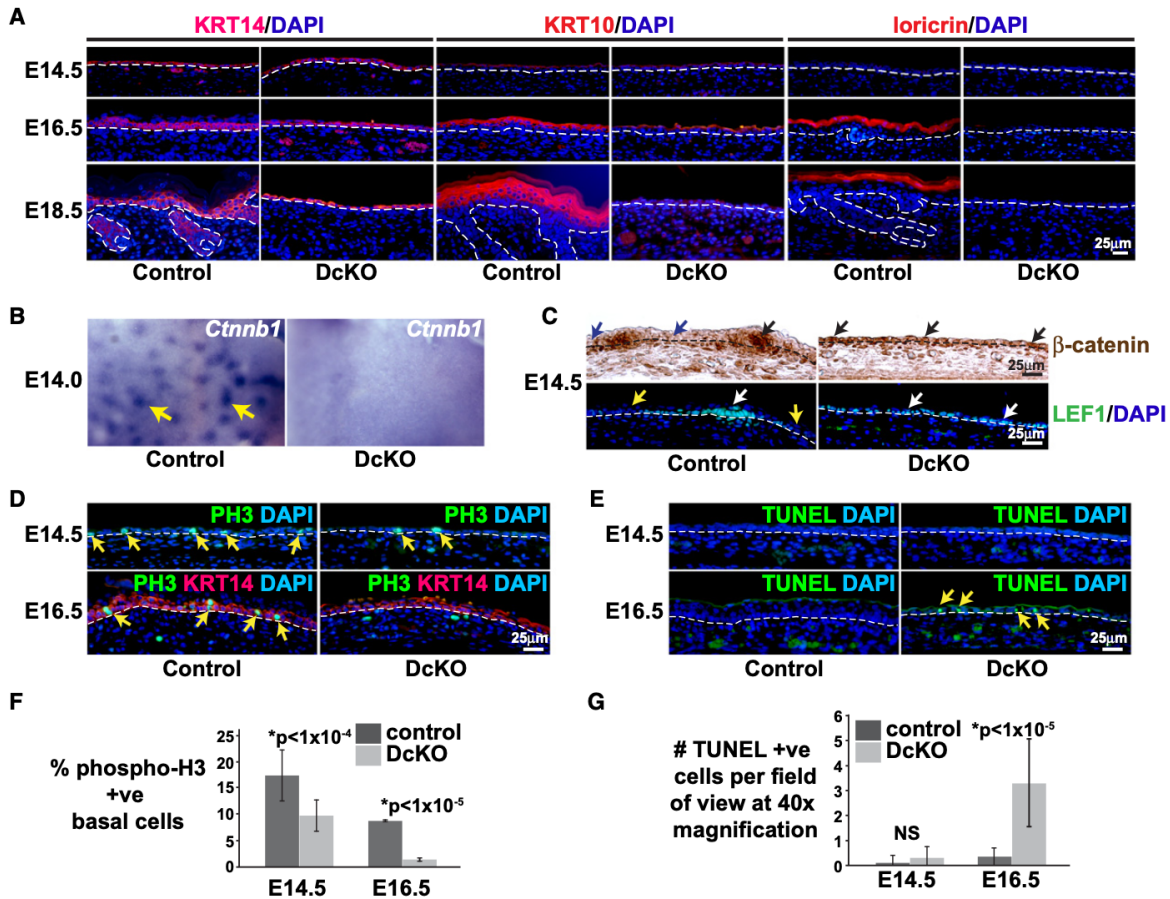 A
KRT14/DAPI KRT10/DAPI loricrin/DAPI
E14.5
E16.5
E18.5
25μm
Control DcKO Control DcKO Control DcKO
B
Ctnnb1 Ctnnb1
E14.0
Control DcKO
C
β-catenin
25μm
E14.5
LEF1/DAPI
25μm
Control DcKO
D
E14.5
PH3 DAPI PH3 DAPI
E16.5
PH3 KRT14 DAPI PH3 KRT14 DAPI
25μm
Control DcKO
E
E14.5
TUNEL DAPI TUNEL DAPI
E16.5
TUNEL DAPI TUNEL DAPI
25μm
Control DcKO
F
% phospho-H3
+ve
basal cells
25
20
15
10
5
0
*p<1x10-4
control
DcKO
*p<1x10-5
E14.5 E16.5
G
# TUNEL +ve
cells per field
of view at 40x
magnification
6
5
4
3
2
1
0
control
DcKO
*p<1x10-5
NS
E14.5 E16.5